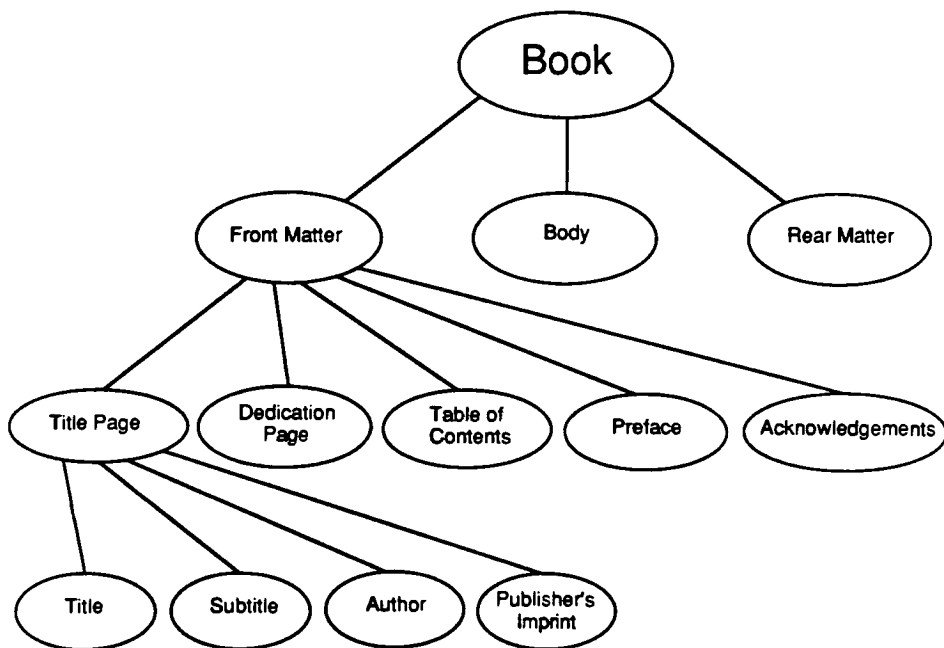 Book
Front Matter
Body
Rear Matter
Title Page
Dedication
Page
Table of
Contents
Preface
Acknowledgements
Title
Subtitle
Author
Publisher's
Imprint